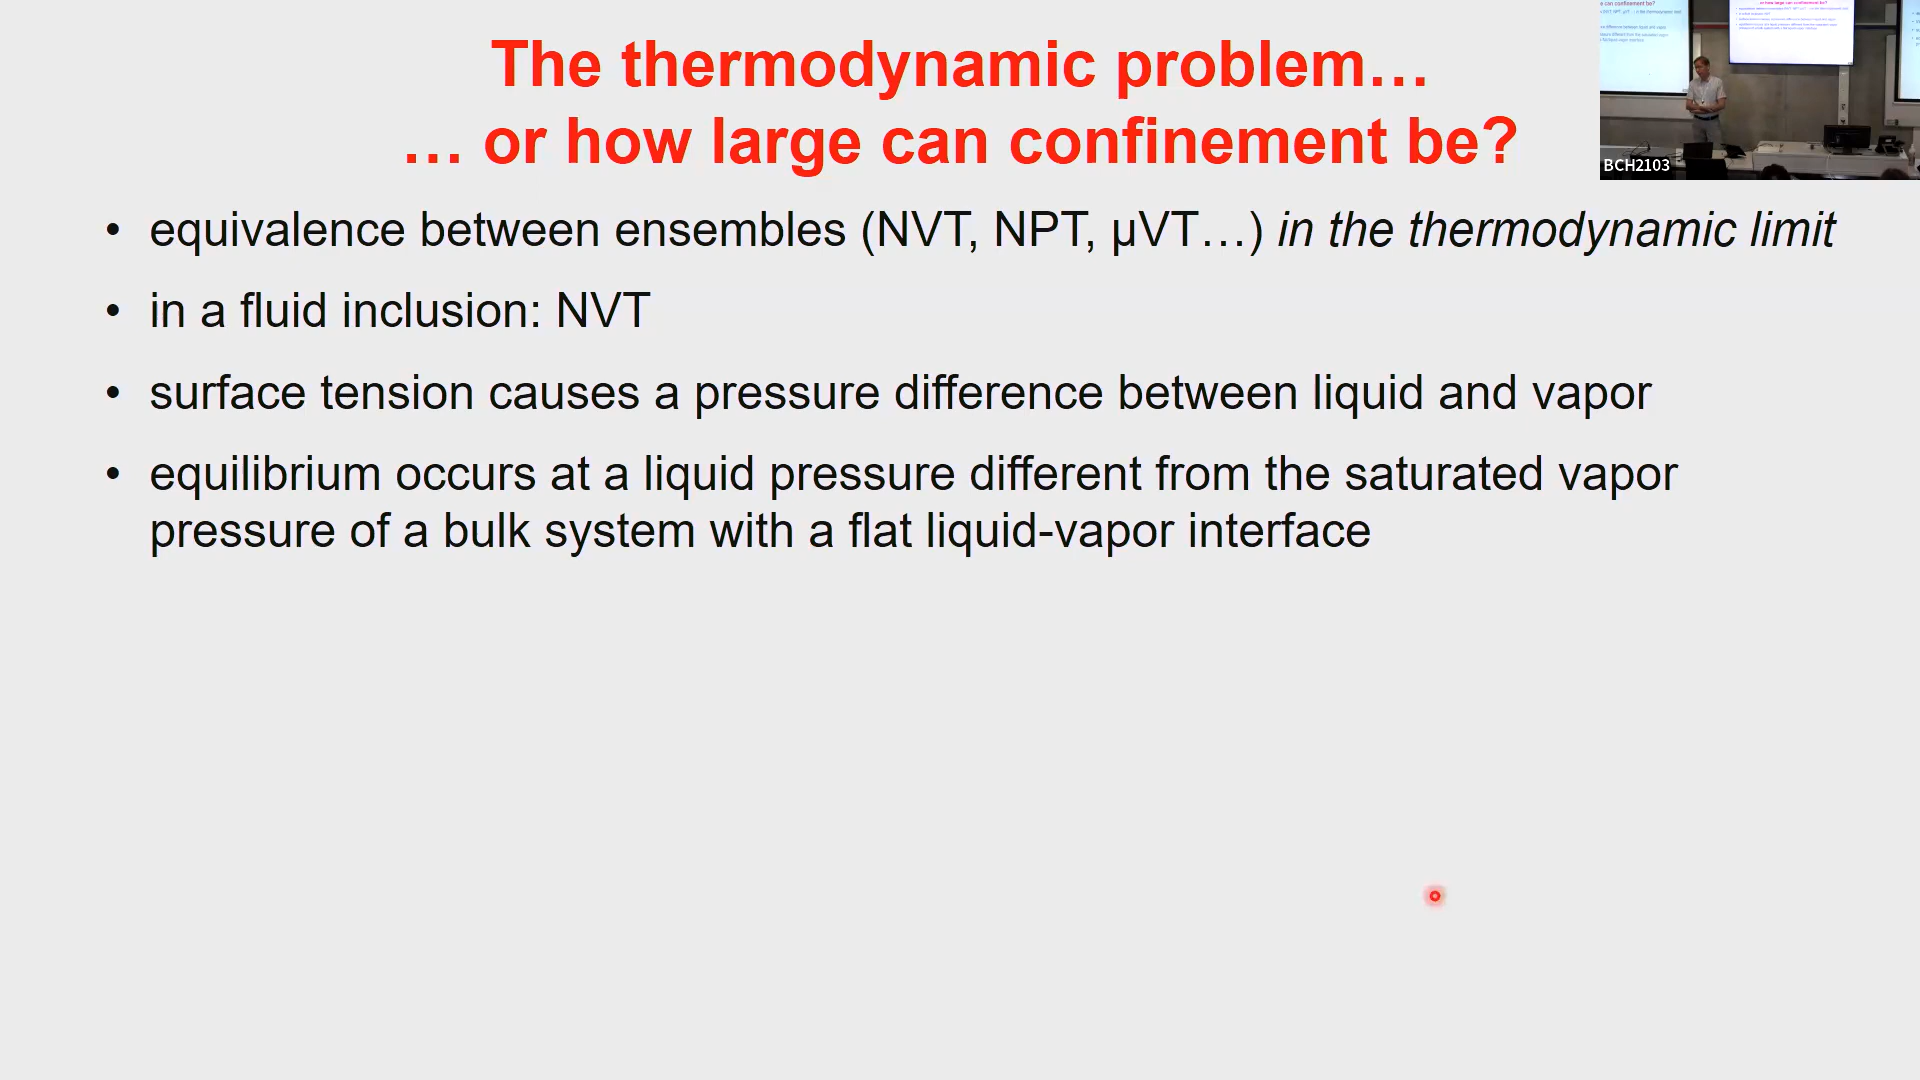 The thermodynamic problem…
… or how large can confinement be?
• equivalence between ensembles (NVT, NPT, µVT…) in the thermodynamic limit
• in a fluid inclusion: NVT
• surface tension causes a pressure difference between liquid and vapor
• equilibrium occurs at a liquid pressure different from the saturated vapor
pressure of a bulk system with a flat liquid-vapor interface
BCH2103